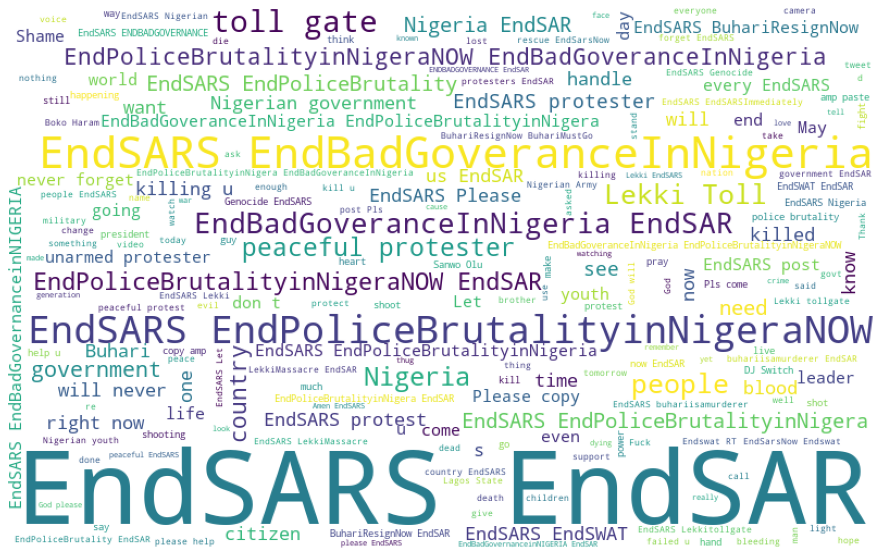 voice
way
EndSARS Nigerian
toll gate
Nigeria EndSAR
day
face
everyone
camera
EndSARS BuhariResignNow
Shame
EndSARS ENDBADGOVERNANCE
die
think
known
lost
rescue EndSarsNow
forget EndSARS
EndPoliceBrutalityinNigeraNOW EndBadGoveranceInNigeria
nothing
world
EndSARS EndPoliceBrutality
ENDBADGOVERNANCE EndSAR
protesters EndSAR
handle
EndSARS Genocide
every EndSARS
tweet
d
still
happening
want
Nigerian government
EndSARS protester
EndSARS EndSARSImmediately
amp paste
Boko Haram
EndBadGoveranceInNigeria EndPoliceBrutalityinNigera
stand
will
end
love
May
tell
fight
BuhariResignNow BuhariMustGo
take
EndSARS EndBadGoveranceInNigeria
ask
never forget
EndPoliceBrutalityinNigera EndBadGoveranceInNigeria
us EndSAR
killing
Lekki EndSARS
nation
government EndSAR
people EndSARS
name
war
killing u
enough
kill u
EndSARS Please
Nigerian Army
asked
Lekki Toll
EndSWAT EndSAR
EndSARS Nigeria
going
watch
Genocide EndSARS
post Pls
cause
military
change
president
EndBadGoveranceInNigeria EndSAR
police brutality
killed
Thank
something
video
today
guy
peaceful protester
EndBadGoveranceInNigeria EndPoliceBrutalityinNigeraNOW
unarmed protester
made
heart
Sanwo Olu
watching
use make
see
God will
pray
EndSARS post
govt
know
generation
EndPoliceBrutalityinNigeraNOW EndSAR
God
now
Pls come
crime
said
peaceful protest
EndSARS Lekki
evil
don t
protect
shoot
Let
brother
youth
protest
need
Lekki tollgate
EndSARS EndBadGovernanceinNIGERIA
EndSARS EndPoliceBrutalityinNigeraNOW
help u
Buhari
copy amp
peace
EndSARS Let
country
EndSARS EndPoliceBrutalityinNigeria
remember
now EndSAR
yet
buhariisamurderer EndSAR
live
government
one
LekkiMassacre EndSAR
thing
kill
Nigeria
time
tomorrow
people
blood
DJ Switch
leader
will never
re
life
much
EndPoliceBrutalityinNigera EndSAR
Please copy
EndSARS buhariisamurderer
well
shot
right now
Amen EndSARS
EndSARS protest
EndSARS EndPoliceBrutalityinNigera
Nigerian youth
shooting
look
EndSARS LekkiMassacre
u
come
go
even
dying
power
Fuck
Endswat RT EndSarsNow Endswat
done
peaceful EndSARS
dead
s
support
EndSARS EndSAR
country EndSARS
Lagos State
call
God please
death
children
really
give
say
please help
citizen
BuhariResignNow EndSAR
EndSARS EndSWAT
EndSARS Lekkitollgate
man
light
EndPoliceBrutality EndSAR
please EndSARS
EndBadGovernanceinNIGERIA EndSAR
failed u
hand
bleeding
hope